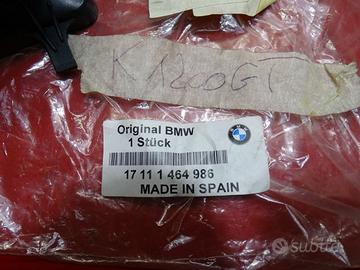 K1200GT
Original BMW
1 Stück
17 11 1 464 986
MADE IN SPAIN
subito